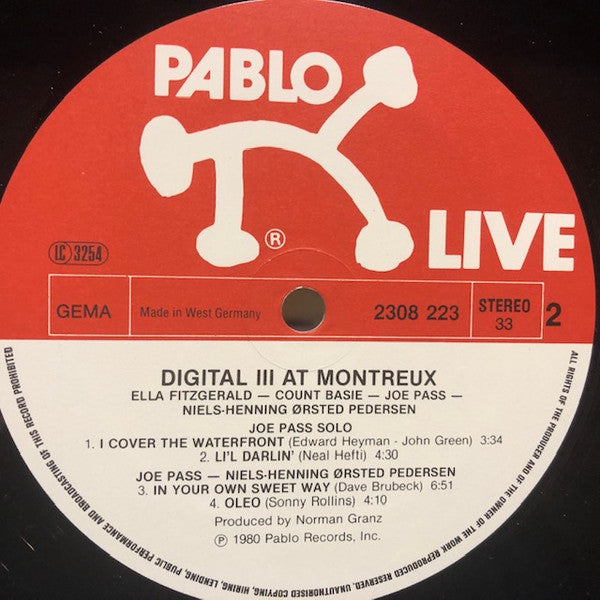 PABLO
LIVE
®
LC 3254
GEMA
Made in West Germany
2308 223
STEREO
33
2
DIGITAL III AT MONTREUX
ELLA FITZGERALD — COUNT BASIE — JOE PASS —
NIELS-HENNING ØRSTED PEDERSEN
JOE PASS SOLO
1. I COVER THE WATERFRONT (Edward Heyman - John Green) 3:34
2. LI'L DARLIN' (Neal Hefti) 4:30
JOE PASS — NIELS-HENNING ØRSTED PEDERSEN
3. IN YOUR OWN SWEET WAY (Dave Brubeck) 6:51
4. OLEO (Sonny Rollins) 4:10
Produced by Norman Granz
℗ 1980 Pablo Records, Inc.
ALL RIGHTS OF THE PRODUCER AND OF THE OWNER OF THE WORK REPRODUCED RESERVED. UNAUTHORISED COPYING, HIRING, LENDING, PUBLIC PERFORMANCE AND BROADCASTING OF THIS RECORD PROHIBITED